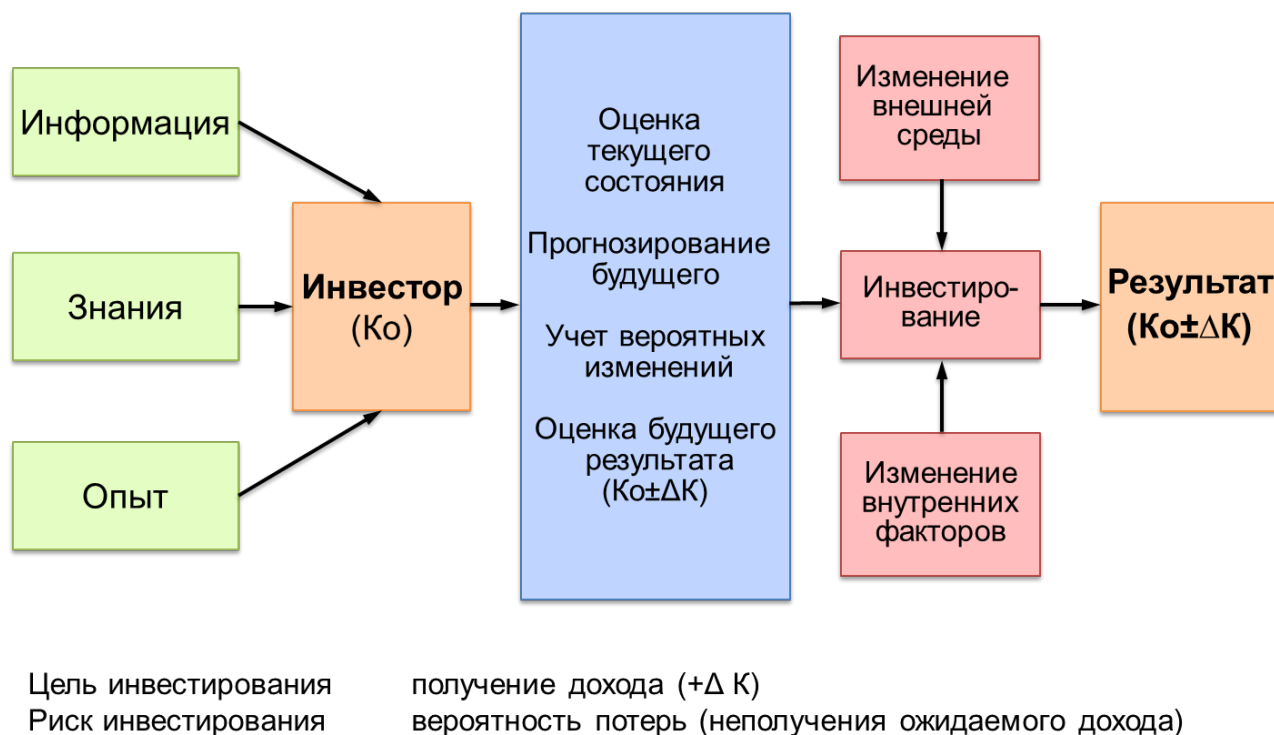 Информация
Знания
Опыт
Инвестор
(Ко)
Оценка
текущего
состояния
Прогнозирование
будущего
Учет вероятных
изменений
Оценка будущего
результата
(Ко±ΔК)
Изменение
внешней
среды
Инвестиро-
вание
Изменение
внутренних
факторов
Результат
(Ко±∆К)
Цель инвестирования получение дохода (+Δ К)
Риск инвестирования вероятность потерь (неполучения ожидаемого дохода)